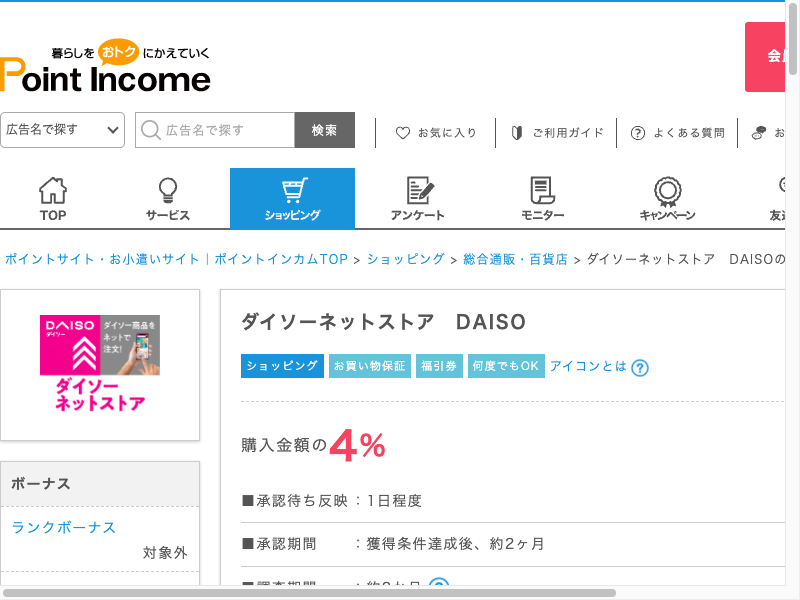 暮らしを おトク にかえていく
Point Income
会
広告名で探す
広告名で探す
検索
お気に入り
ご利用ガイド
よくある質問
お
TOP
サービス
ショッピング
アンケート
モニター
キャンペーン
友
ポイントサイト・お小遣いサイト｜ポイントインカムTOP > ショッピング > 総合通販・百貨店 > ダイソーネットストア　DAISOの
DAISO
ダイソー
ダイソー商品を
ネットで
注文!
ダイソー
ネットストア
ボーナス
ランクボーナス
対象外
ダイソーネットストア　DAISO
ショッピング お買い物保証 福引券 何度でもOK アイコンとは ?
購入金額の4%
■承認待ち反映 ：1日程度
■承認期間 ：獲得条件達成後、約2ヶ月